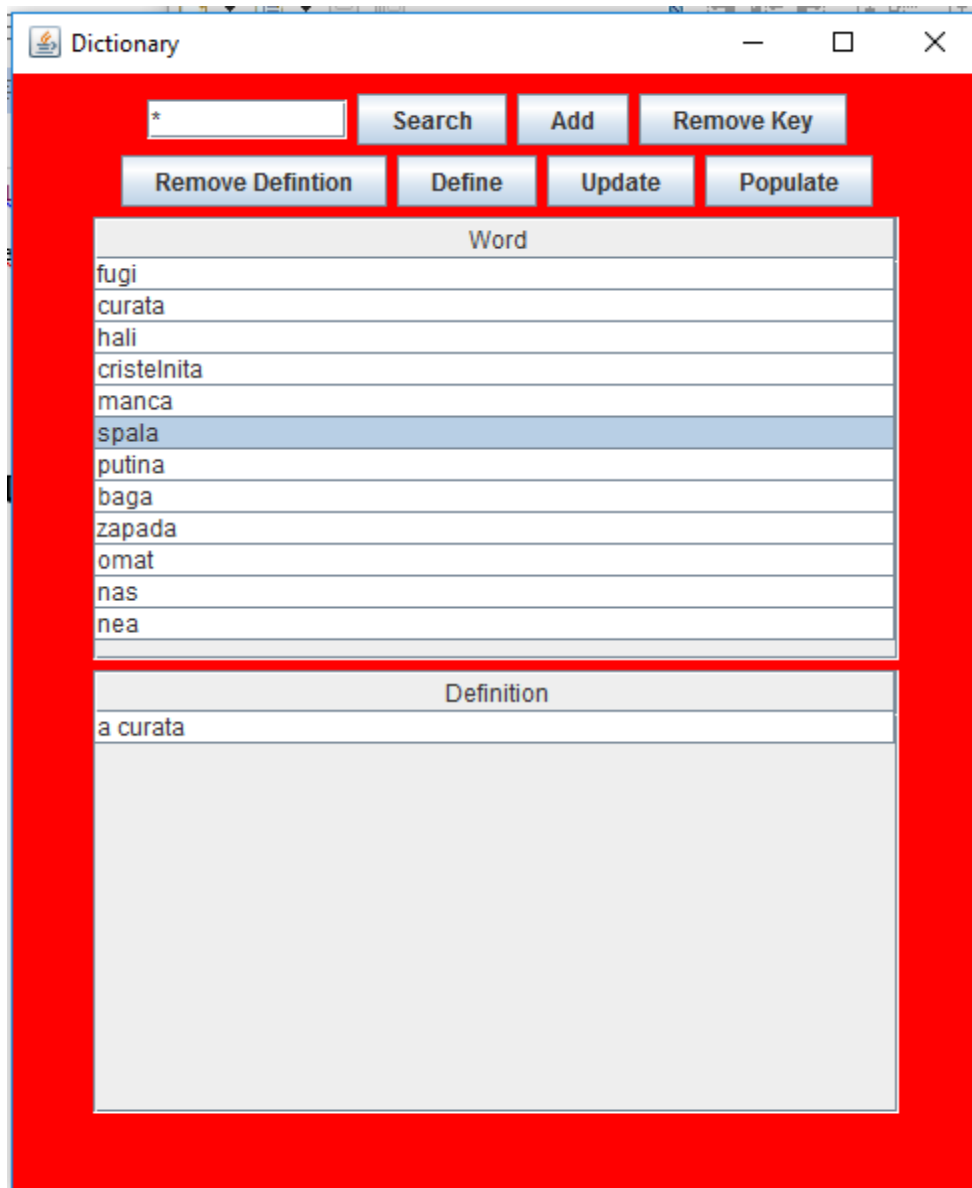 Dictionary
* Search Add Remove Key
Remove Defintion Define Update Populate
Word
fugi
curata
hali
cristelnita
manca
spala
putina
baga
zapada
omat
nas
nea
Definition
a curata